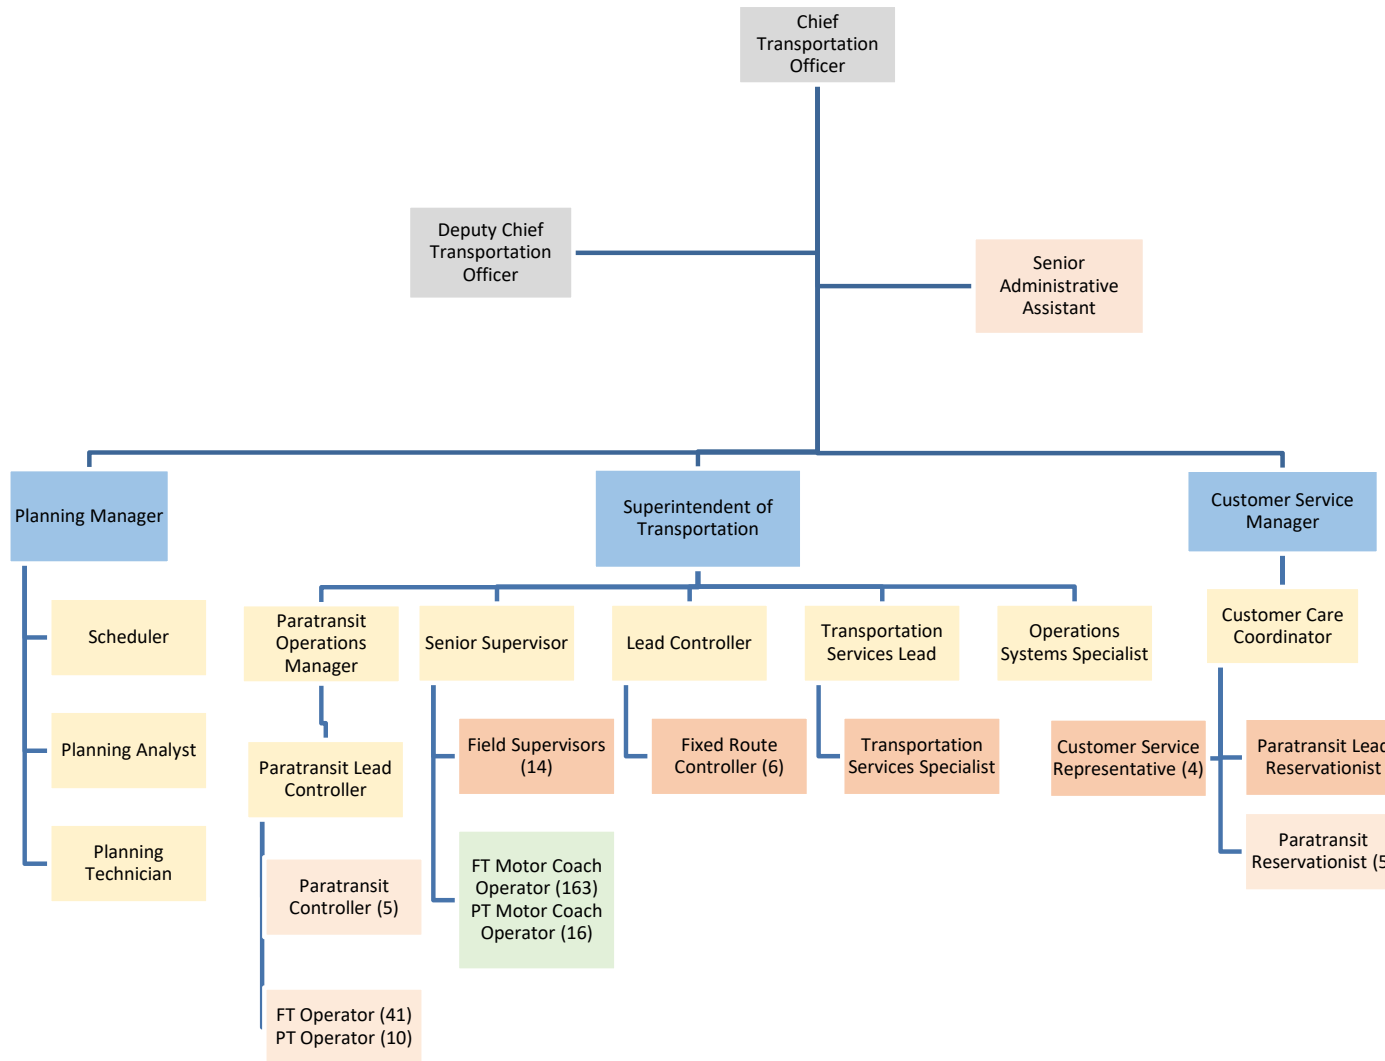 Chief
Transportation
Officer
Deputy Chief
Transportation
Officer
Senior
Administrative
Assistant
Planning Manager
Superintendent of
Transportation
Customer Service
Manager
Scheduler
Planning Analyst
Planning
Technician
Paratransit
Operations
Manager
Senior Supervisor
Lead Controller
Transportation
Services Lead
Operations
Systems Specialist
Customer Care
Coordinator
Paratransit Lead
Controller
Field Supervisors
(14)
Fixed Route
Controller (6)
Transportation
Services Specialist
Customer Service
Representative (4)
Paratransit Lead
Reservationist
Paratransit
Controller (5)
FT Motor Coach
Operator (163)
PT Motor Coach
Operator (16)
Paratransit
Reservationist (5
FT Operator (41)
PT Operator (10)